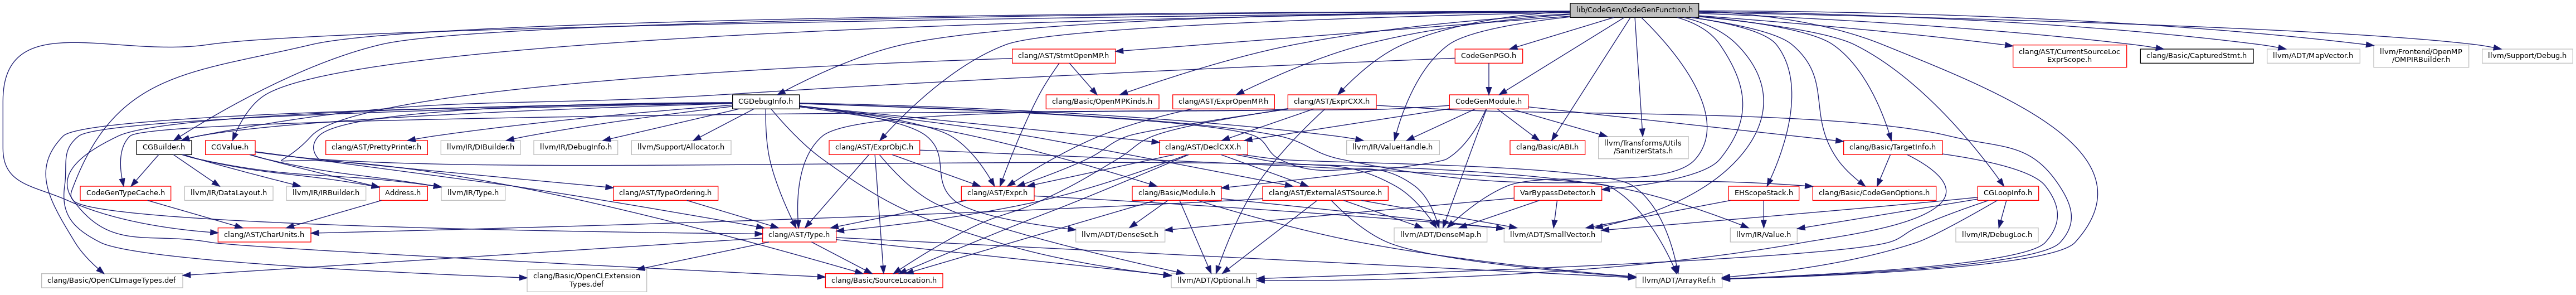 lib/CodeGen/CodeGenFunction.h
clang/AST/StmtOpenMP.h
CodeGenPGO.h
clang/AST/CurrentSourceLoc
ExprScope.h
clang/Basic/CapturedStmt.h
llvm/ADT/MapVector.h
llvm/Frontend/OpenMP
/OMPIRBuilder.h
llvm/Support/Debug.h
CGDebugInfo.h
clang/Basic/OpenMPKinds.h
clang/AST/ExprOpenMP.h
clang/AST/ExprCXX.h
CodeGenModule.h
CGBuilder.h
CGValue.h
clang/AST/PrettyPrinter.h
llvm/IR/DIBuilder.h
llvm/IR/DebugInfo.h
llvm/Support/Allocator.h
clang/AST/ExprObjC.h
clang/AST/DeclCXX.h
llvm/IR/ValueHandle.h
clang/Basic/ABI.h
llvm/Transforms/Utils
/SanitizerStats.h
clang/Basic/TargetInfo.h
CodeGenTypeCache.h
llvm/IR/DataLayout.h
llvm/IR/IRBuilder.h
Address.h
llvm/IR/Type.h
clang/AST/TypeOrdering.h
clang/AST/Expr.h
clang/Basic/Module.h
clang/AST/ExternalASTSource.h
VarBypassDetector.h
EHScopeStack.h
clang/Basic/CodeGenOptions.h
CGLoopInfo.h
clang/AST/CharUnits.h
clang/AST/Type.h
llvm/ADT/DenseSet.h
llvm/ADT/DenseMap.h
llvm/ADT/SmallVector.h
llvm/IR/Value.h
llvm/IR/DebugLoc.h
clang/Basic/OpenCLImageTypes.def
clang/Basic/OpenCLExtension
Types.def
clang/Basic/SourceLocation.h
llvm/ADT/Optional.h
llvm/ADT/ArrayRef.h